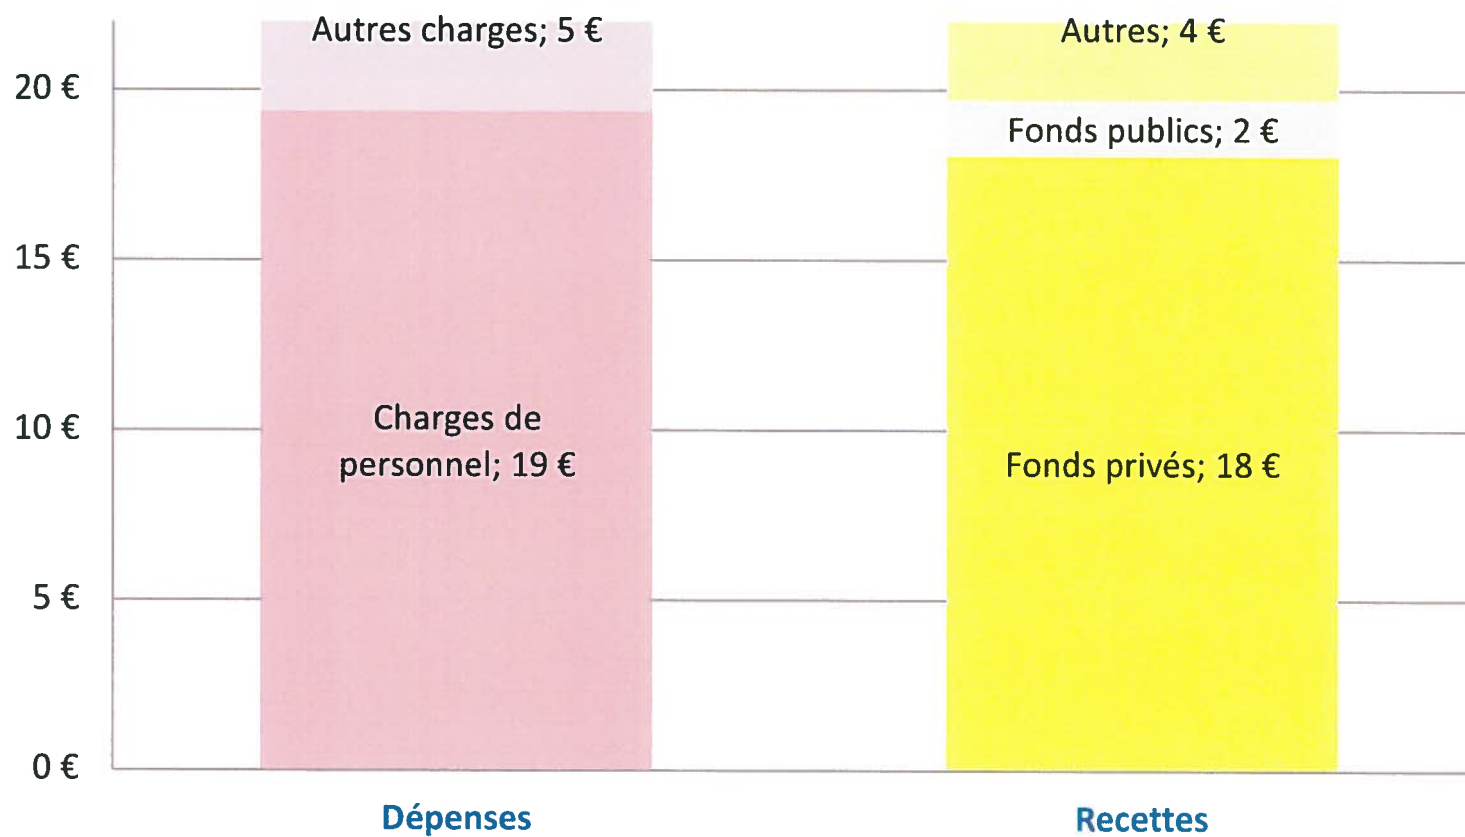 Autres charges; 5 €
Autres; 4 €
20 €
Fonds publics; 2 €
15 €
10 €
Charges de
personnel; 19 €
Fonds privés; 18 €
5 €
0 €
Dépenses
Recettes